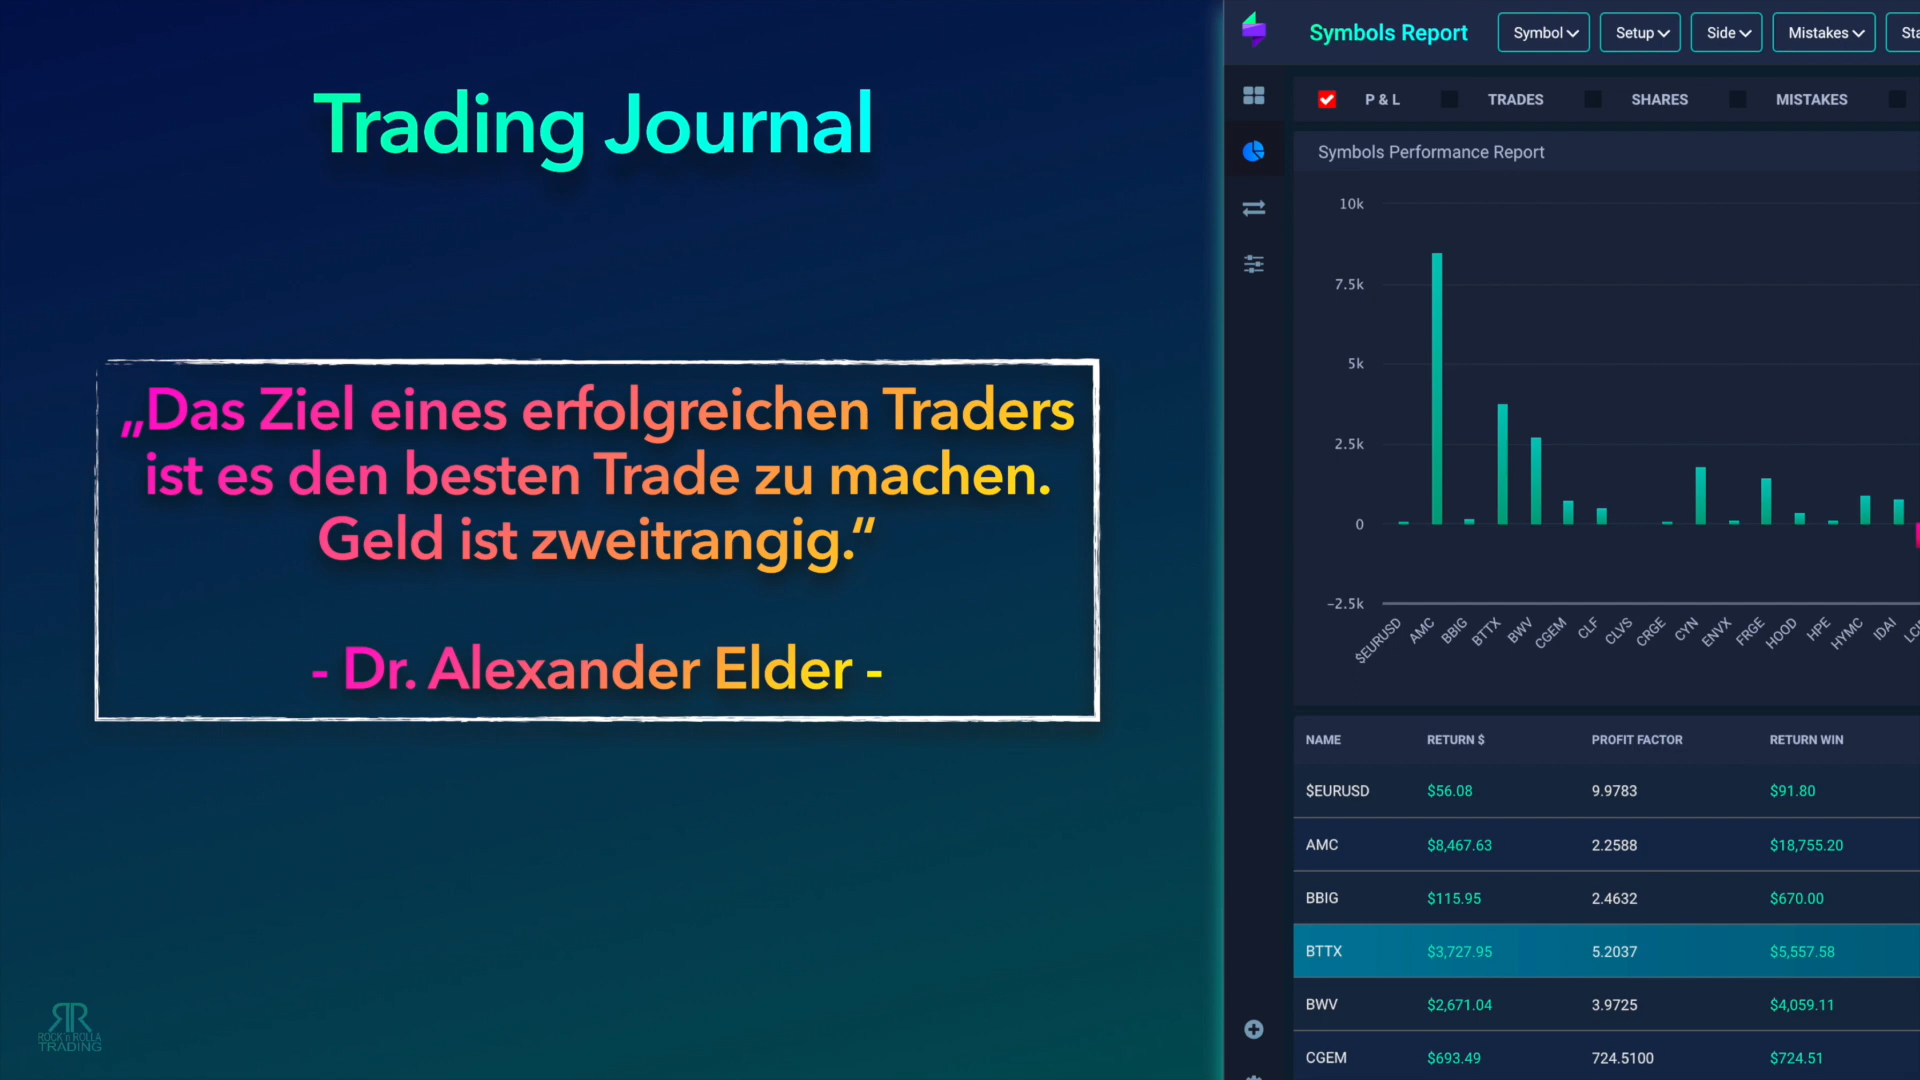 Trading Journal
„Das Ziel eines erfolgreichen Traders
ist es den besten Trade zu machen.
Geld ist zweitrangig.“
- Dr. Alexander Elder -
ROCK n ROLLA
TRADING
Symbols Report
Symbol
Setup
Side
Mistakes
Sta
P & L
TRADES
SHARES
MISTAKES
Symbols Performance Report
10k
7.5k
5k
2.5k
0
−2.5k
$EURUSD
AMC
BBIG
BTTX
BWV
CGEM
CLF
CLVS
CRGE
CYN
ENVX
FRGE
HOOD
HPE
HYMC
IDAI
NAME RETURN $ PROFIT FACTOR RETURN WIN
$EURUSD $56.08 9.9783 $91.80
AMC $8,467.63 2.2588 $18,755.20
BBIG $115.95 2.4632 $670.00
BTTX $3,727.95 5.2037 $5,557.58
BWV $2,671.04 3.9725 $4,059.11
CGEM $693.49 724.5100 $724.51